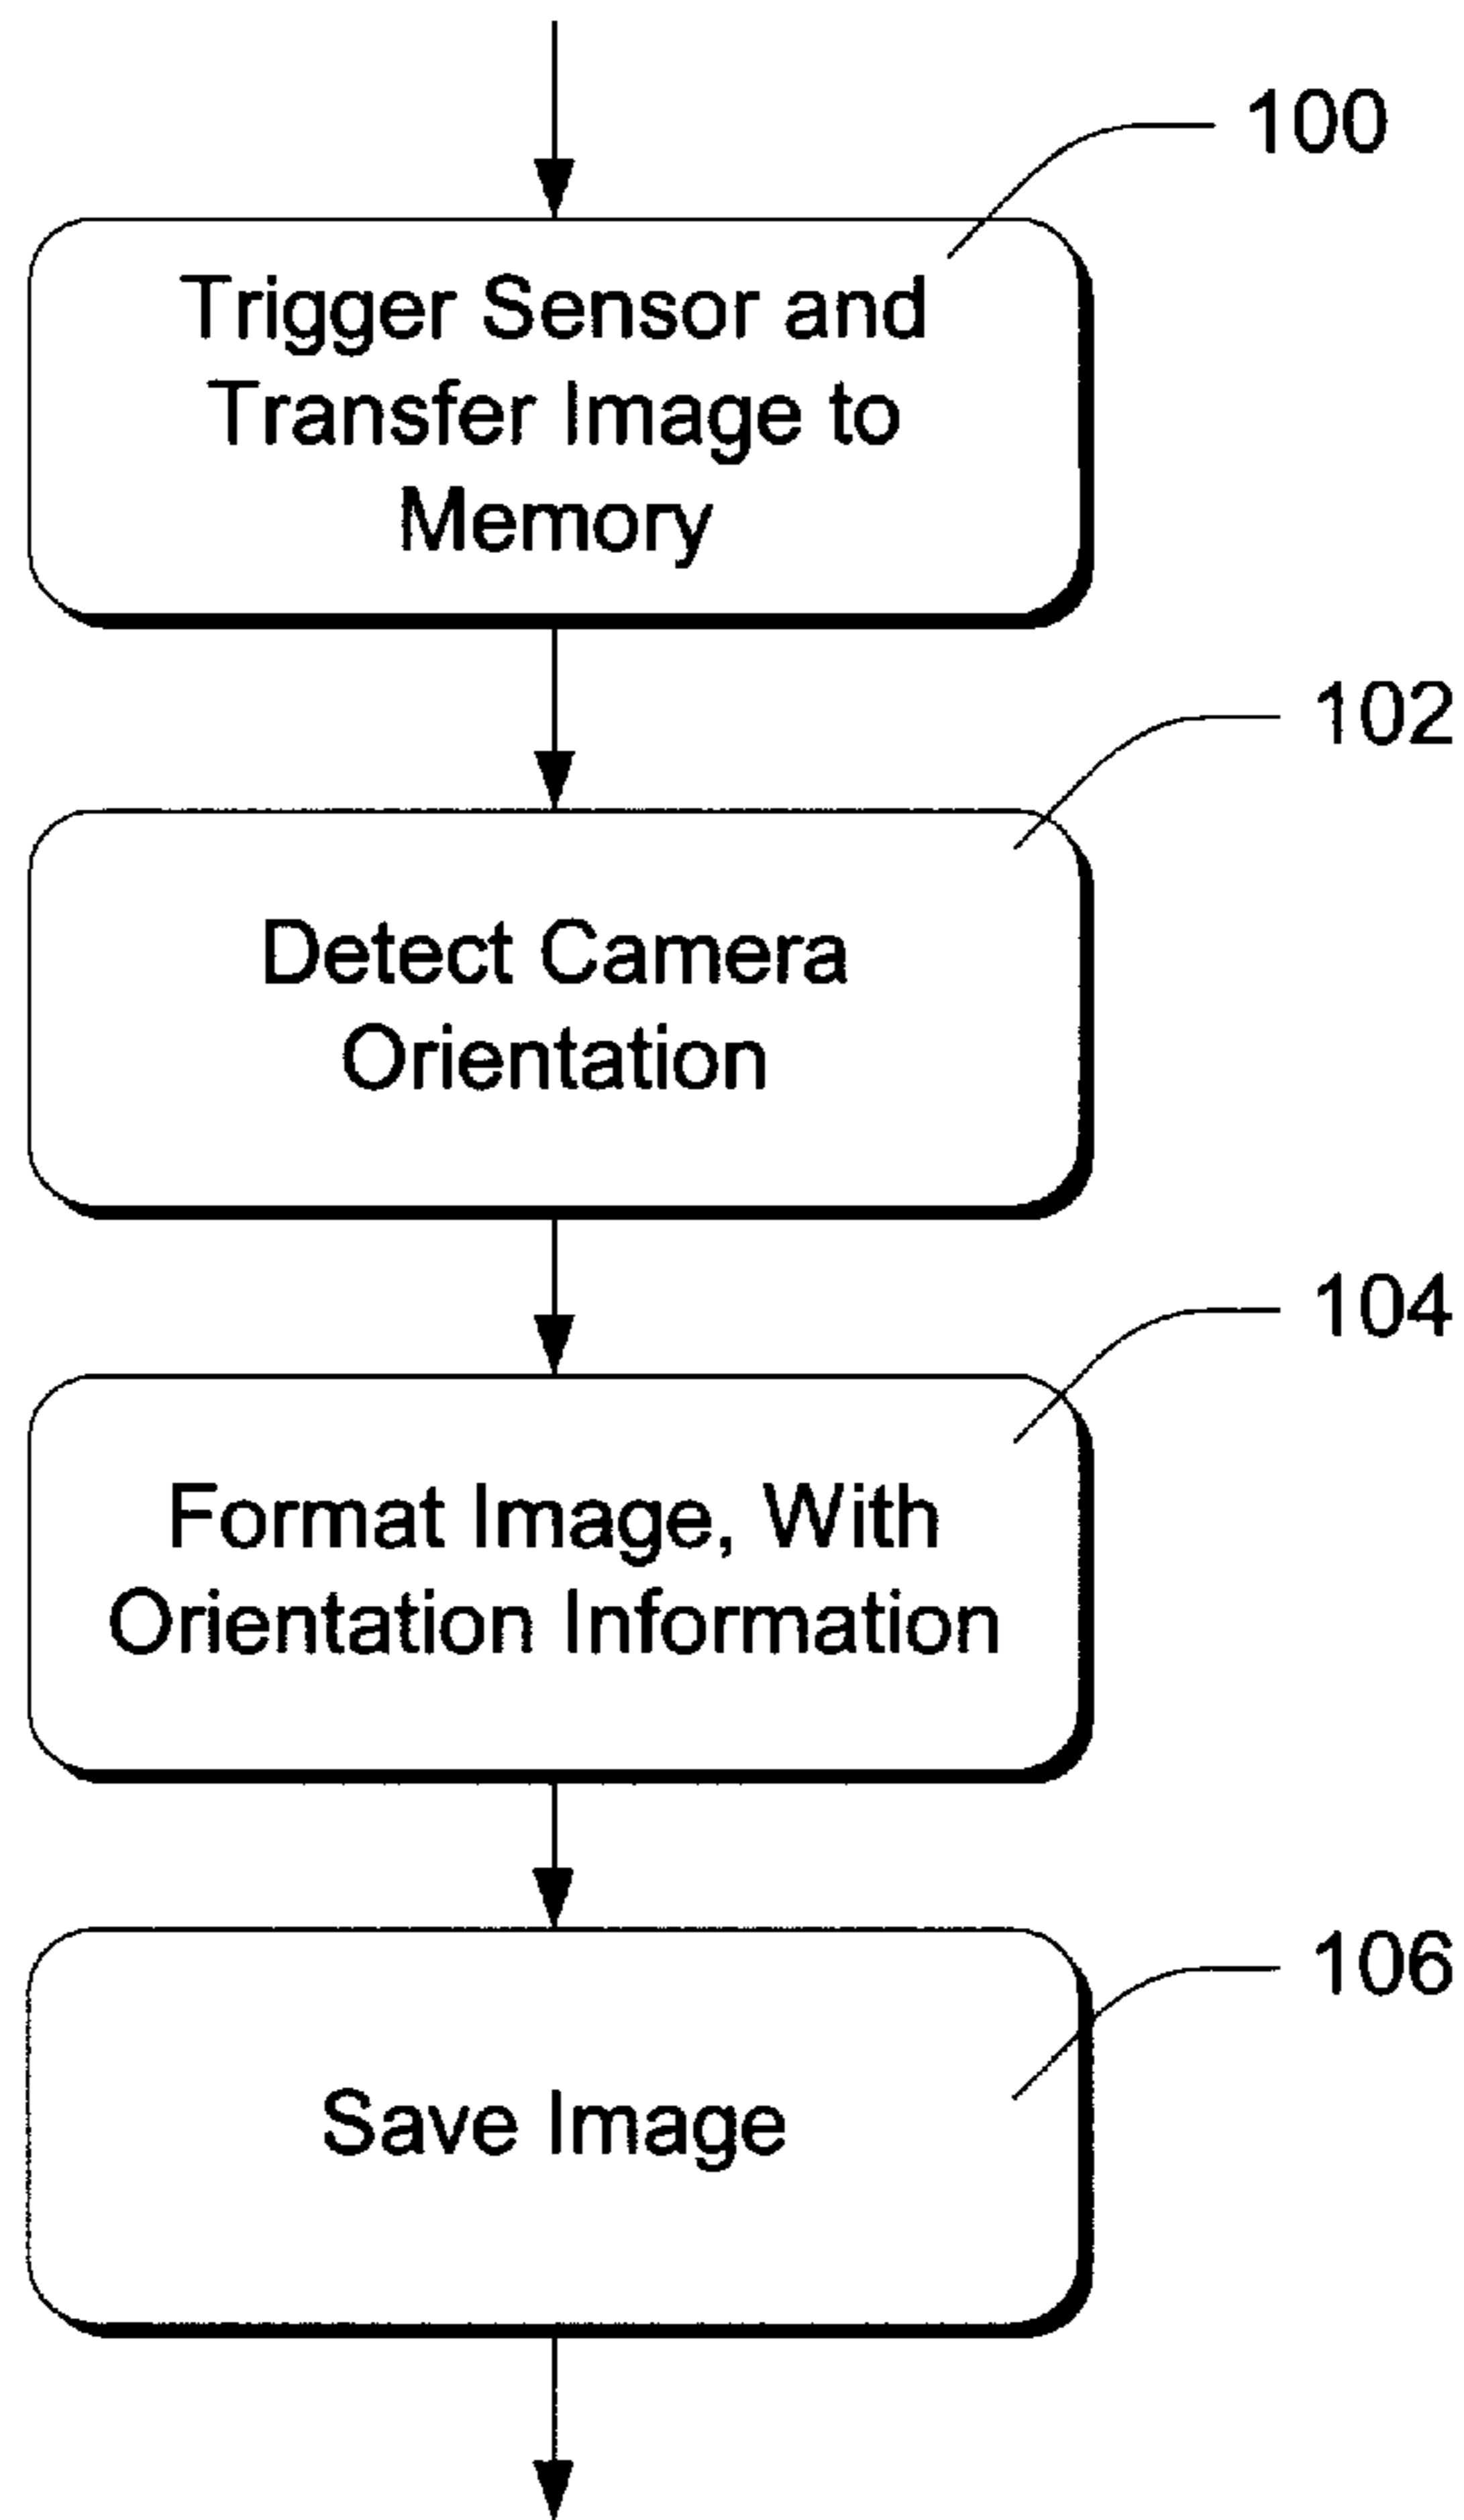 100
Trigger Sensor and
Transfer Image to
Memory
102
Detect Camera
Orientation
104
Format Image, With
Orientation Information
106
Save Image